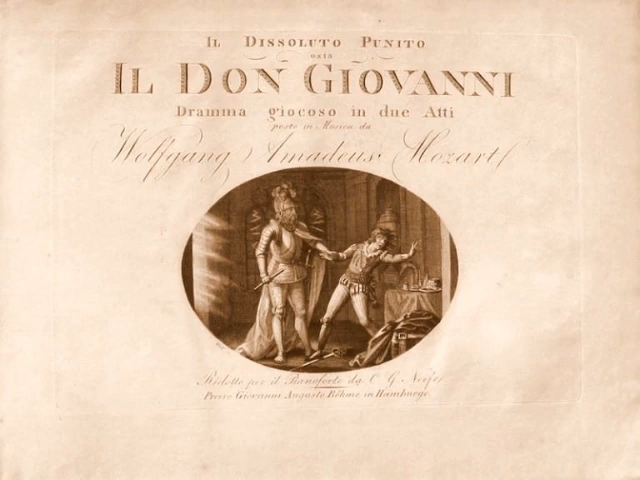 IL DISSOLUTO PUNITO
osia
IL DON GIOVANNI
Dramma giocoso in due Atti
posto in Musica da
Wolfgang Amadeus Mozart
Ridotto per il Pianoforte da C. G. Neefe
Presso Giovanni Augusto Böhme in Hamburgo